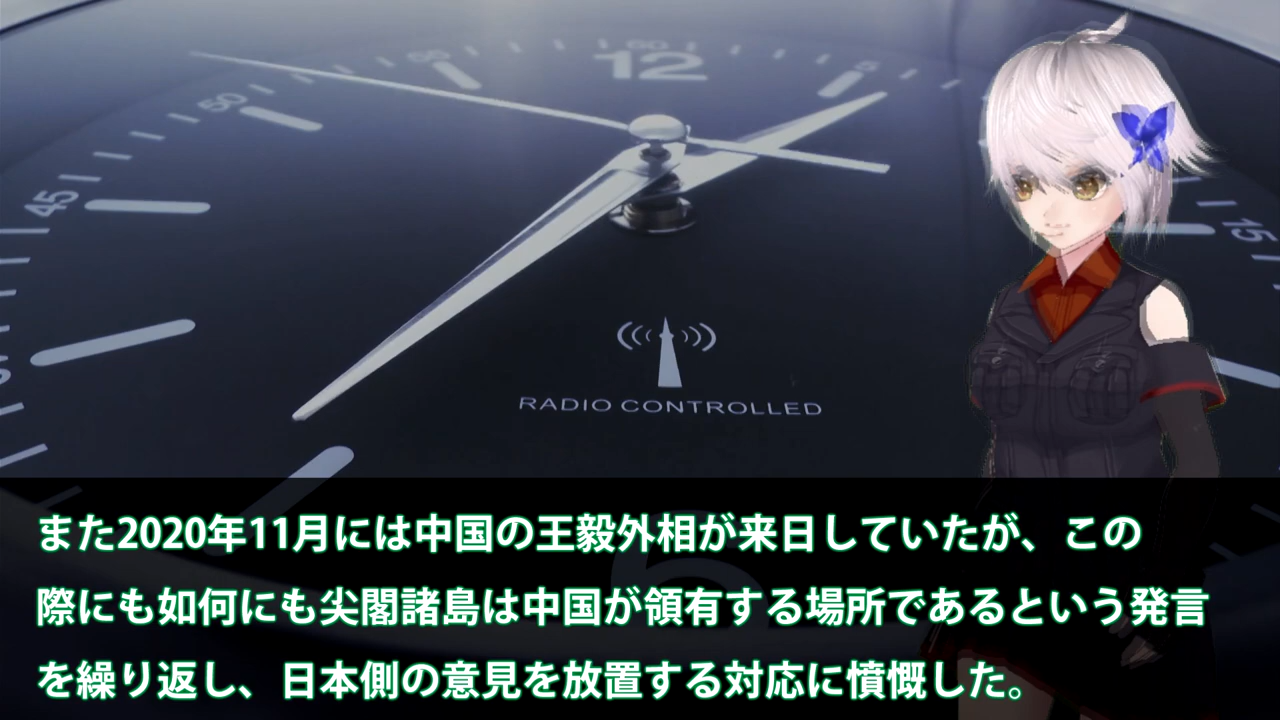 60
55
12
5
50
45
15
RADIO CONTROLLED
また2020年11月には中国の王毅外相が来日していたが、この
際にも如何にも尖閣諸島は中国が領有する場所であるという発言
を繰り返し、日本側の意見を放置する対応に憤慨した。